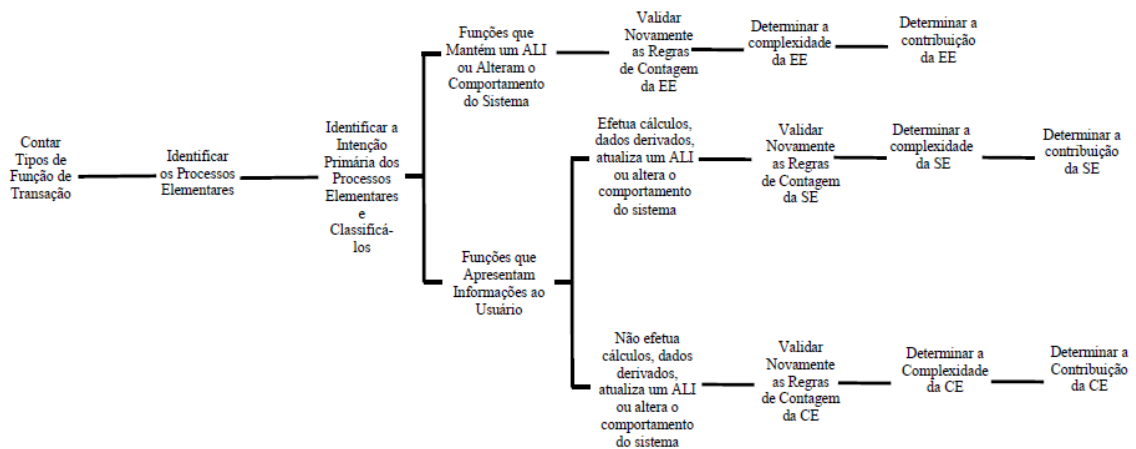 Contar
Tipos de
Função de
Transação
Identificar
os Processos
Elementares
Identificar a
Intenção
Primária dos
Processos
Elementares
e
Classificá-
los
Funções que
Mantém um ALI
ou Alteram o
Comportamento
do Sistema
Validar
Novamente
as Regras
de Contagem
da EE
Determinar a
complexidade
da EE
Determinar a
contribuição
da EE
Funções que
Apresentam
Informações ao
Usuário
Efetua cálculos,
dados derivados,
atualiza um ALI
ou altera o
comportamento
do sistema
Validar
Novamente
as Regras
de Contagem
da SE
Determinar a
complexidade
da SE
Determinar a
contribuição
da SE
Não efetua
cálculos, dados
derivados,
atualiza um ALI
ou altera o
comportamento
do sistema
Validar
Novamente
as Regras
de Contagem
da CE
Determinar a
Complexidade
da CE
Determinar a
Contribuição
da CE